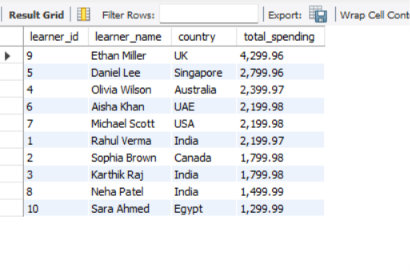 Result Grid Filter Rows: Export: Wrap Cell Cont
learner_id learner_name country total_spending
9 Ethan Miller UK 4,299.96
5 Daniel Lee Singapore 2,799.96
4 Olivia Wilson Australia 2,399.97
6 Aisha Khan UAE 2,199.98
7 Michael Scott USA 2,199.98
1 Rahul Verma India 2,199.97
2 Sophia Brown Canada 1,799.98
3 Karthik Raj India 1,799.98
8 Neha Patel India 1,499.99
10 Sara Ahmed Egypt 1,299.99